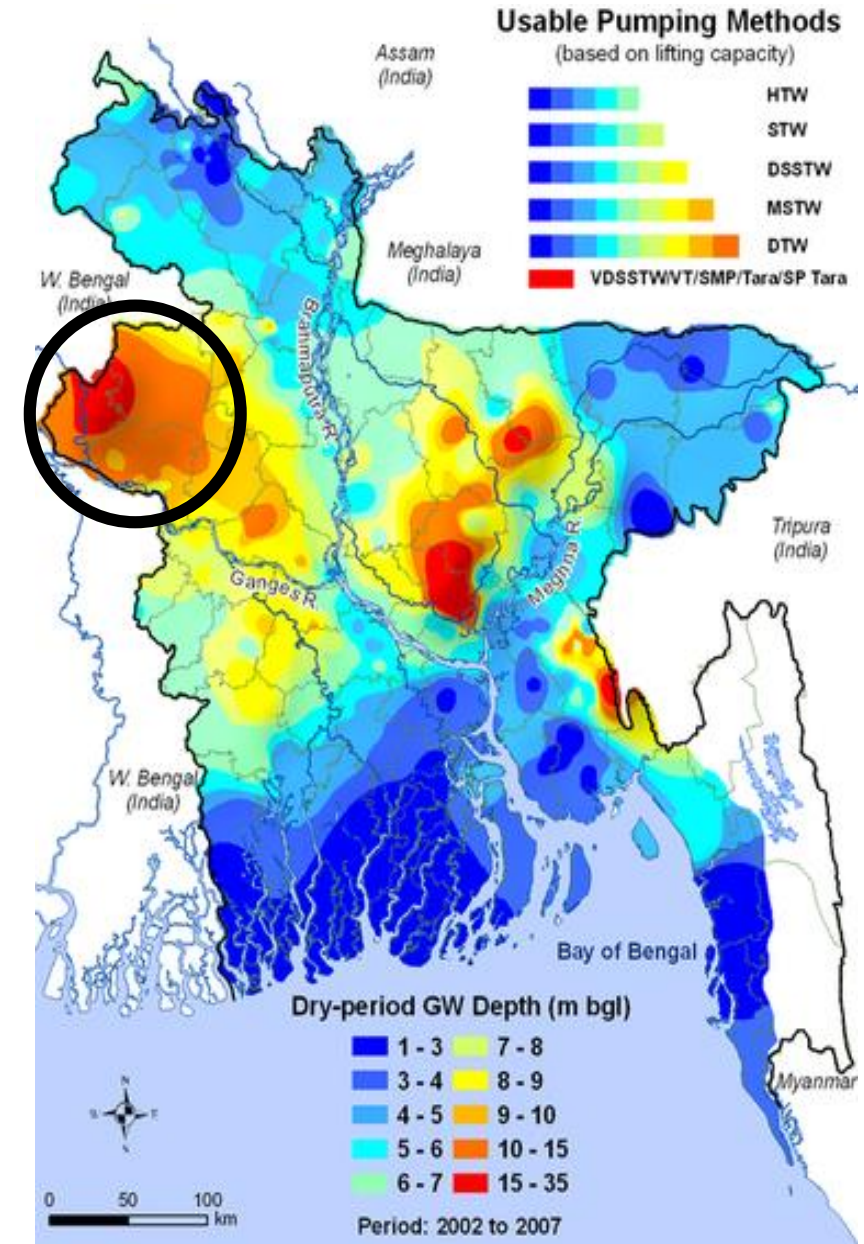 Usable Pumping Methods
(based on lifting capacity)
HTW
STW
DSSTW
MSTW
DTW
VDSSTW/VT/SMP/Tara/SP Tara
Assam
(India)
Meghalaya
(India)
W. Bengal
(India)
Brahmaputra R.
Tripura
(India)
Meghna R.
Ganges R.
W. Bengal
(India)
Bay of Bengal
Myanmar
Dry-period GW Depth (m bgl)
1 - 3
3 - 4
4 - 5
5 - 6
6 - 7
7 - 8
8 - 9
9 - 10
10 - 15
15 - 35
Period: 2002 to 2007
N
0 50 100
km